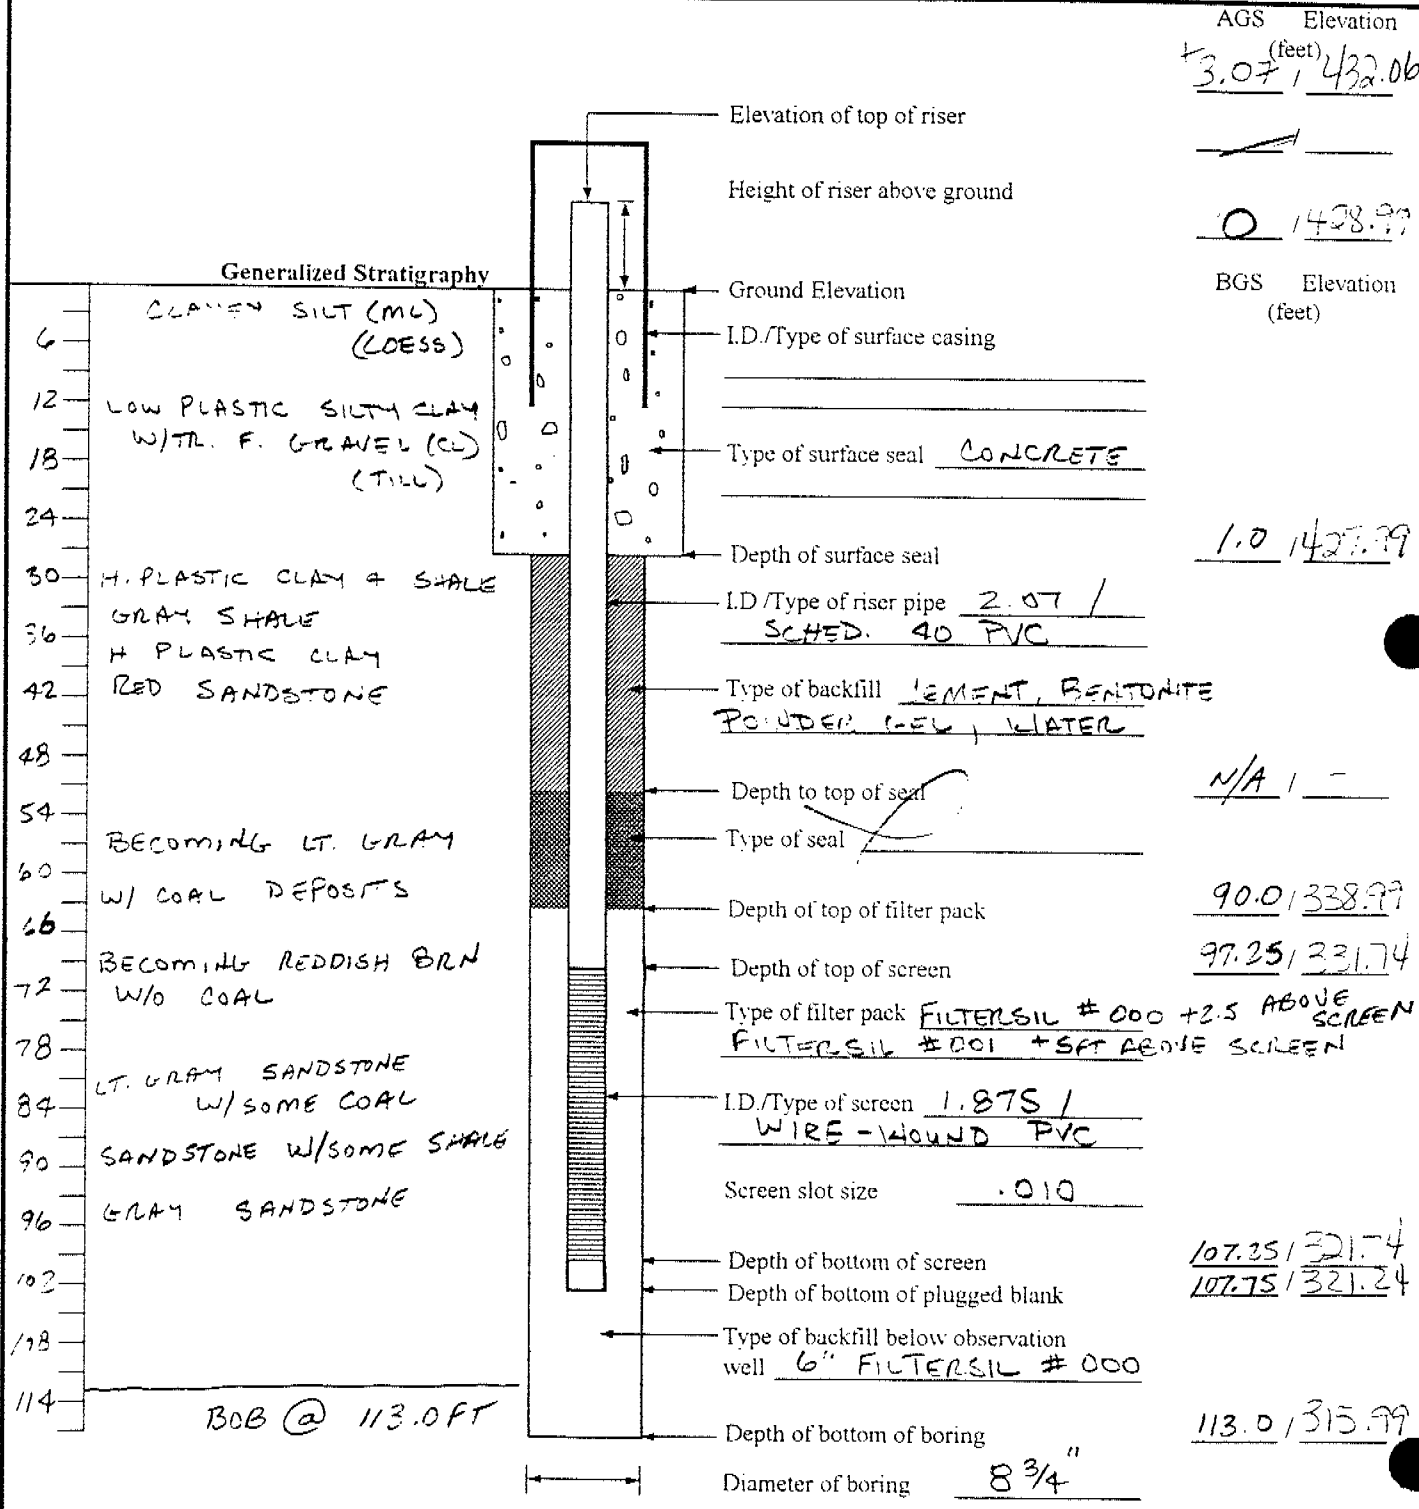 AGS Elevation
(feet)
+3.07 / 432.06
Elevation of top of riser
Height of riser above ground
0 / 428.99
Generalized Stratigraphy
Ground Elevation
BGS Elevation
(feet)
CLAYEY SILT (ML)
(LOESS)
I.D./Type of surface casing
6
12
LOW PLASTIC SILTY CLAY
W/TR. F. GRAVEL (CL)
(TILL)
18
Type of surface seal CONCRETE
24
Depth of surface seal 1.0 / 427.99
30
H. PLASTIC CLAY & SHALE
GRAY SHALE
I.D /Type of riser pipe 2.07 /
SCHED. 40 PVC
36
H PLASTIC CLAY
42
RED SANDSTONE
Type of backfill CEMENT, BENTONITE
POWDER GEL, WATER
48
Depth to top of seal N/A / -
54
Type of seal
BECOMING LT. GRAY
60
W/ COAL DEPOSITS
66
Depth of top of filter pack 90.0 / 338.99
BECOMING REDDISH BRN
W/O COAL
Depth of top of screen 97.25 / 331.74
72
Type of filter pack FILTERSIL # 000 +2.5 ABOVE SCREEN
FILTERSIL #001 +5FT ABOVE SCREEN
78
LT. GRAY SANDSTONE
W/SOME COAL
84
I.D./Type of screen 1.875 /
WIRE-WOUND PVC
SANDSTONE W/SOME SHALE
90
GRAY SANDSTONE
96
Screen slot size .010
Depth of bottom of screen 107.25 / 321.74
102
Depth of bottom of plugged blank 107.75 / 321.24
108
Type of backfill below observation
well 6" FILTERSIL # 000
114
BOB @ 113.0FT
Depth of bottom of boring 113.0 / 315.99
Diameter of boring 8 3/4"